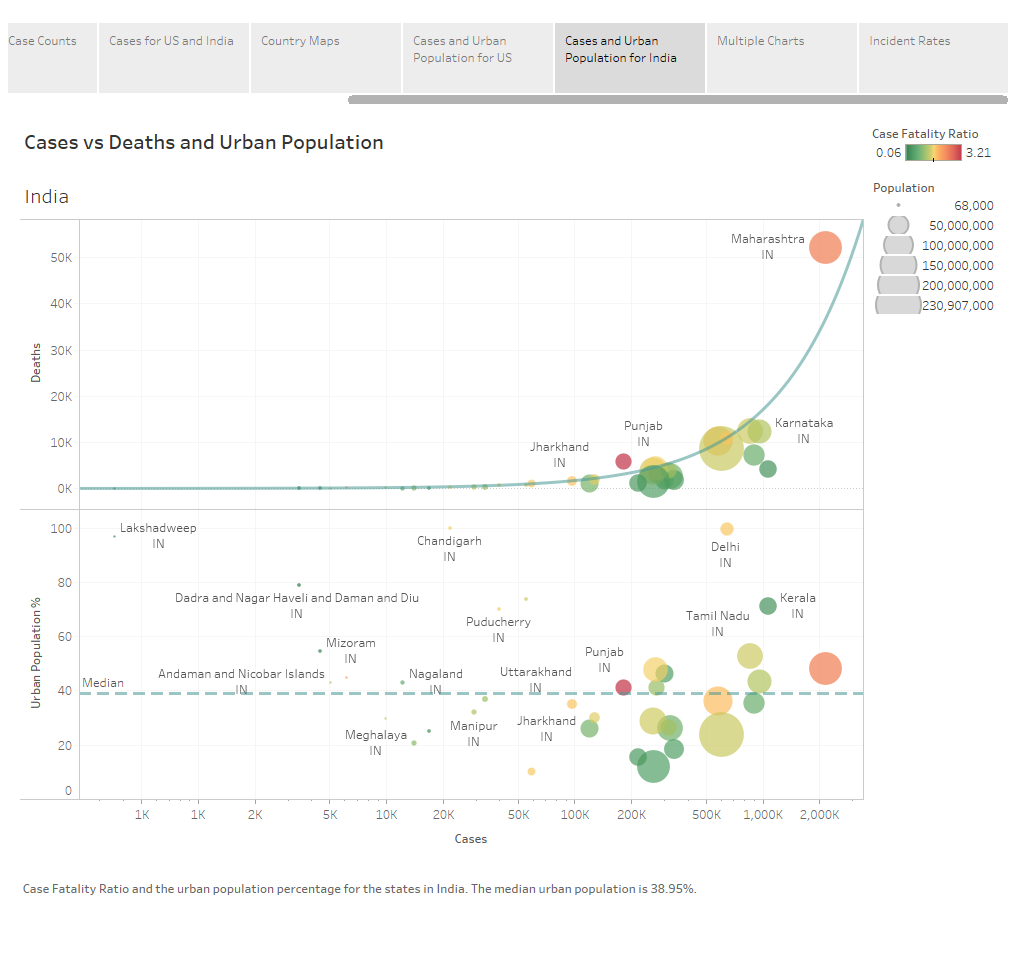 Case Counts
Cases for US and India
Country Maps
Cases and Urban
Population for US
Cases and Urban
Population for India
Multiple Charts
Incident Rates
Cases vs Deaths and Urban Population
Case Fatality Ratio
0.06 3.21
Population
68,000
50,000,000
100,000,000
150,000,000
200,000,000
230,907,000
India
Deaths
50K
40K
30K
20K
10K
0K
Maharashtra
IN
Karnataka
IN
Punjab
IN
Jharkhand
IN
Urban Population %
100
80
60
40
20
0
Lakshadweep
IN
Chandigarh
IN
Delhi
IN
Dadra and Nagar Haveli and Daman and Diu
IN
Kerala
IN
Puducherry
IN
Tamil Nadu
IN
Mizoram
IN
Punjab
IN
Andaman and Nicobar Islands
IN
Nagaland
IN
Uttarakhand
IN
Median
Manipur
IN
Jharkhand
IN
Meghalaya
IN
1K 1K 2K 5K 10K 20K 50K 100K 200K 500K 1,000K 2,000K
Cases
Case Fatality Ratio and the urban population percentage for the states in India. The median urban population is 38.95%.